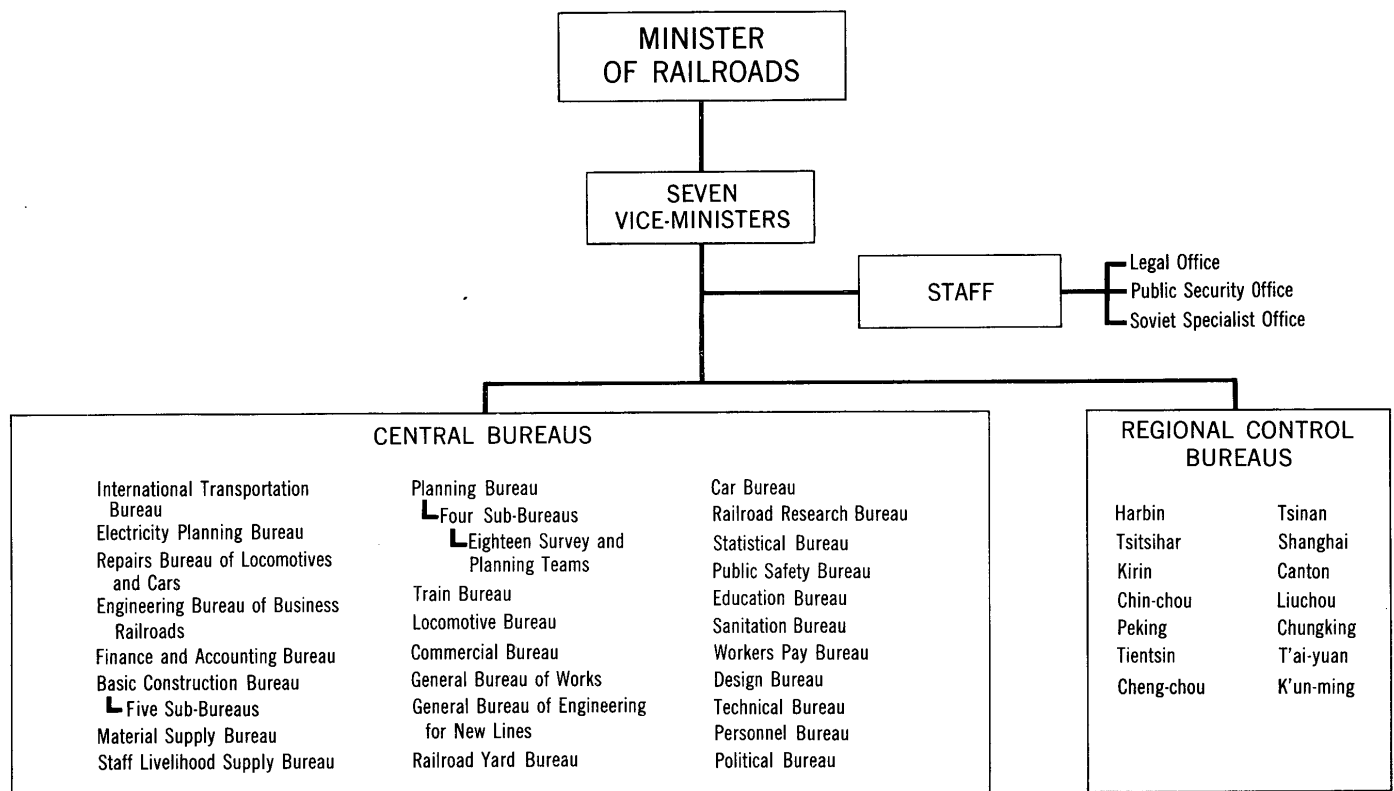 MINISTER
OF RAILROADS
SEVEN
VICE-MINISTERS
STAFF
Legal Office
Public Security Office
Soviet Specialist Office
CENTRAL BUREAUS
International Transportation
Bureau
Electricity Planning Bureau
Repairs Bureau of Locomotives
and Cars
Engineering Bureau of Business
Railroads
Finance and Accounting Bureau
Basic Construction Bureau
Five Sub-Bureaus
Material Supply Bureau
Staff Livelihood Supply Bureau
Planning Bureau
Four Sub-Bureaus
Eighteen Survey and
Planning Teams
Train Bureau
Locomotive Bureau
Commercial Bureau
General Bureau of Works
General Bureau of Engineering
for New Lines
Railroad Yard Bureau
Car Bureau
Railroad Research Bureau
Statistical Bureau
Public Safety Bureau
Education Bureau
Sanitation Bureau
Workers Pay Bureau
Design Bureau
Technical Bureau
Personnel Bureau
Political Bureau
REGIONAL CONTROL
BUREAUS
Harbin
Tsitsihar
Kirin
Chin-chou
Peking
Tientsin
Cheng-chou
Tsinan
Shanghai
Canton
Liuchou
Chungking
T'ai-yuan
K'un-ming